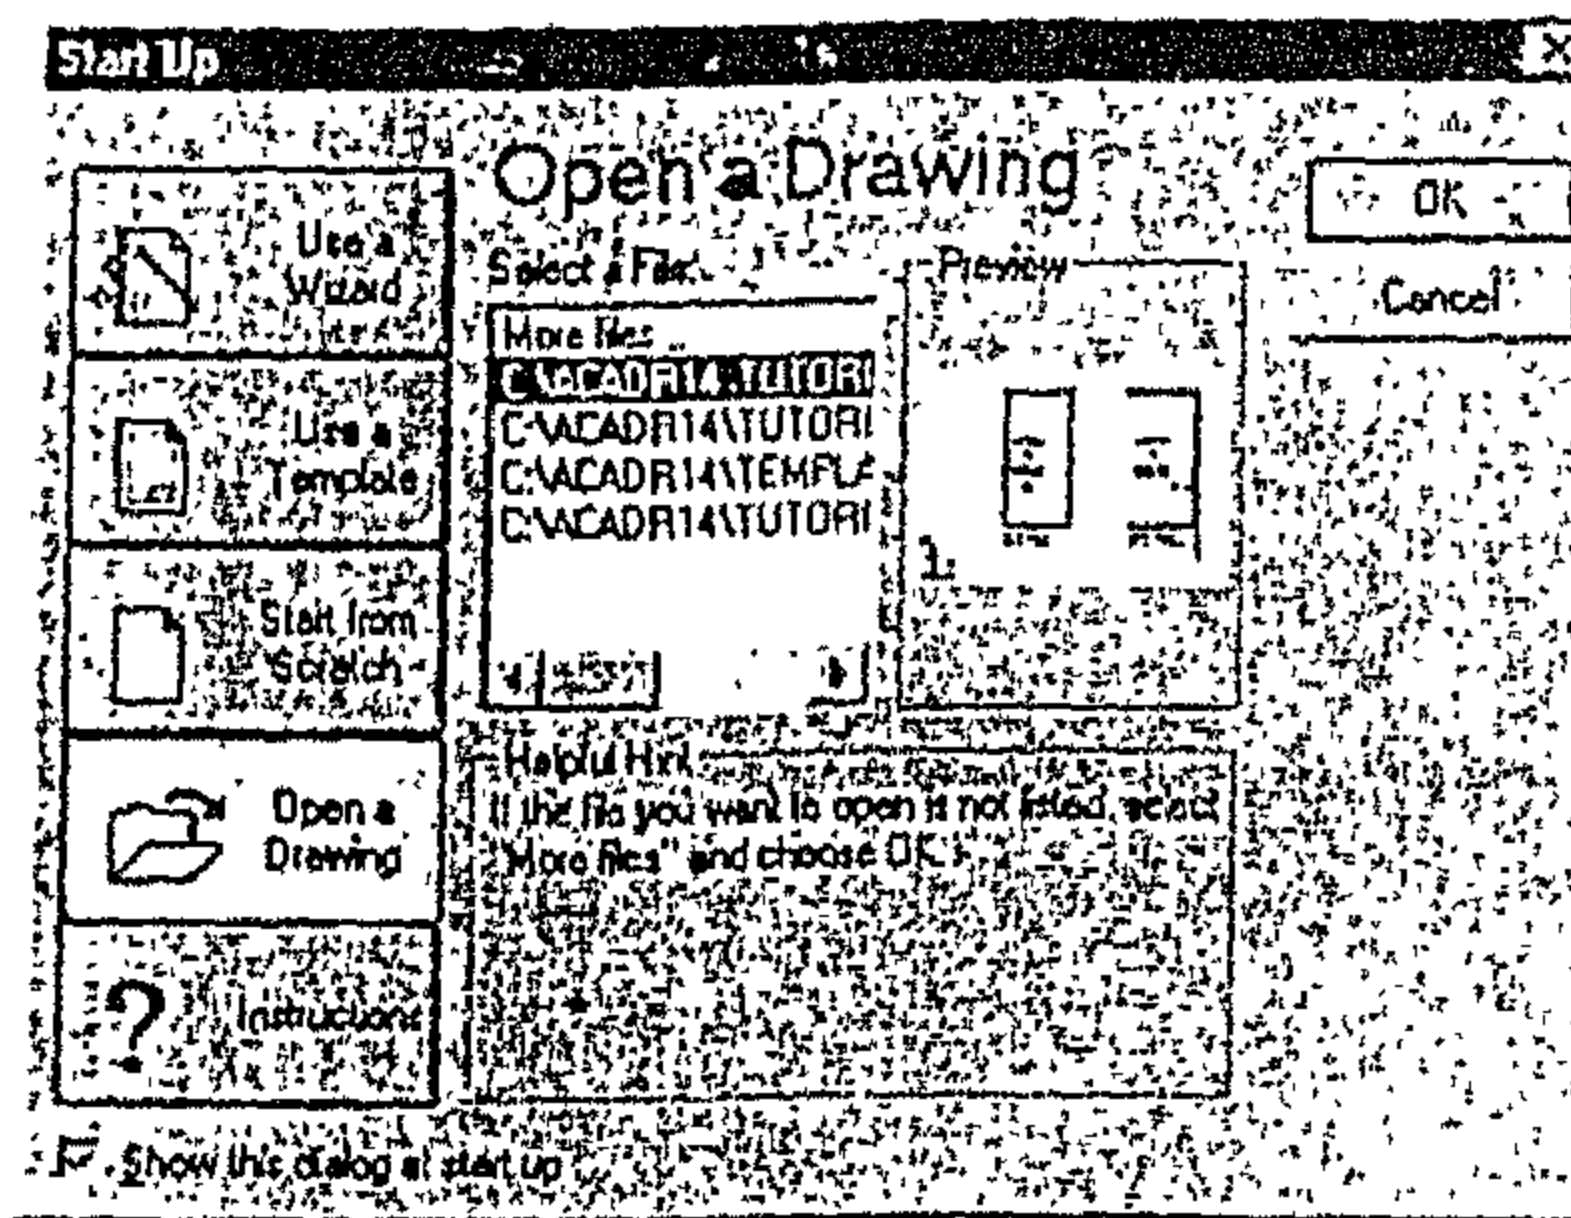 Start Up
Open a Drawing
Use a
Wizard
Use a
Template
Start from
Scratch
Open a
Drawing
Instructions
Select a File:
More files...
C:\ACADR14\TUTORI
C:\ACADR14\TUTORI
C:\ACADR14\TEMPLA
C:\ACADR14\TUTORI
Preview
OK
Cancel
Helpful Hint
If the file you want to open is not listed, select
"More files" and choose OK.
Show this dialog at start up